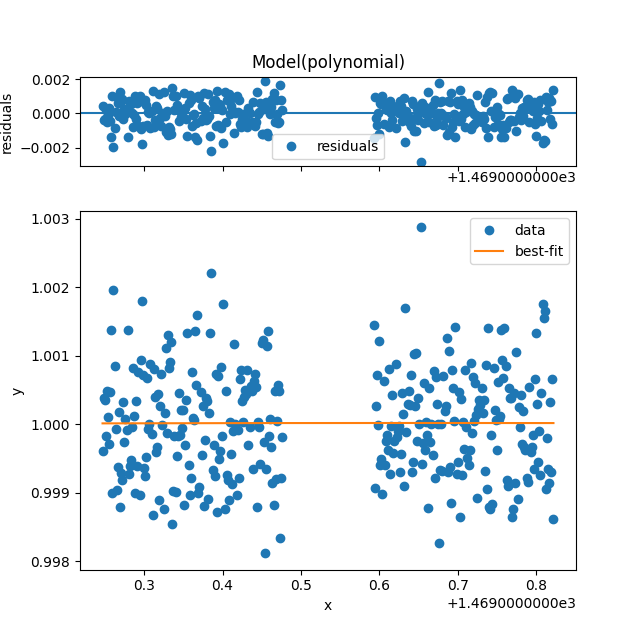 Model(polynomial)
0.002
0.000
−0.002
residuals
residuals
+1.4690000000e3
1.003
1.002
1.001
1.000
0.999
0.998
y
data
best-fit
0.3 0.4 0.5 0.6 0.7 0.8
x
+1.4690000000e3